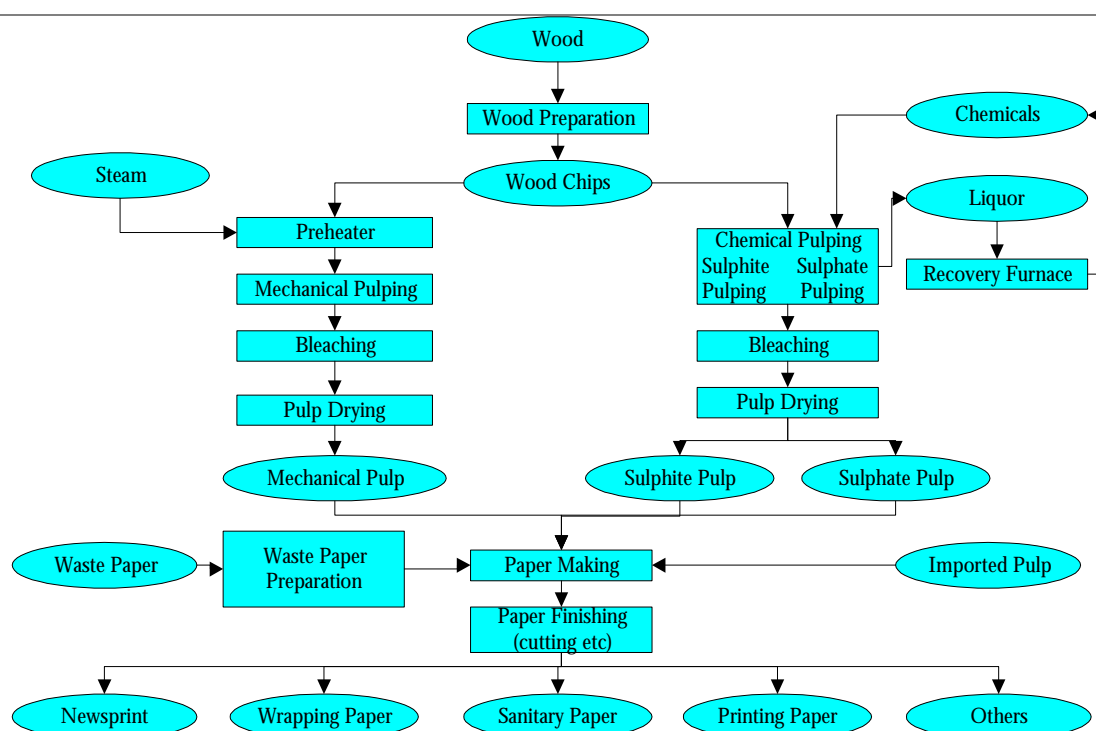 Wood
Wood Preparation
Chemicals
Steam
Wood Chips
Liquor
Preheater
Chemical Pulping
Sulphite Sulphate
Pulping Pulping
Recovery Furnace
Mechanical Pulping
Bleaching
Bleaching
Pulp Drying
Pulp Drying
Mechanical Pulp
Sulphite Pulp
Sulphate Pulp
Waste Paper
Waste Paper
Preparation
Paper Making
Imported Pulp
Paper Finishing
(cutting etc)
Newsprint
Wrapping Paper
Sanitary Paper
Printing Paper
Others